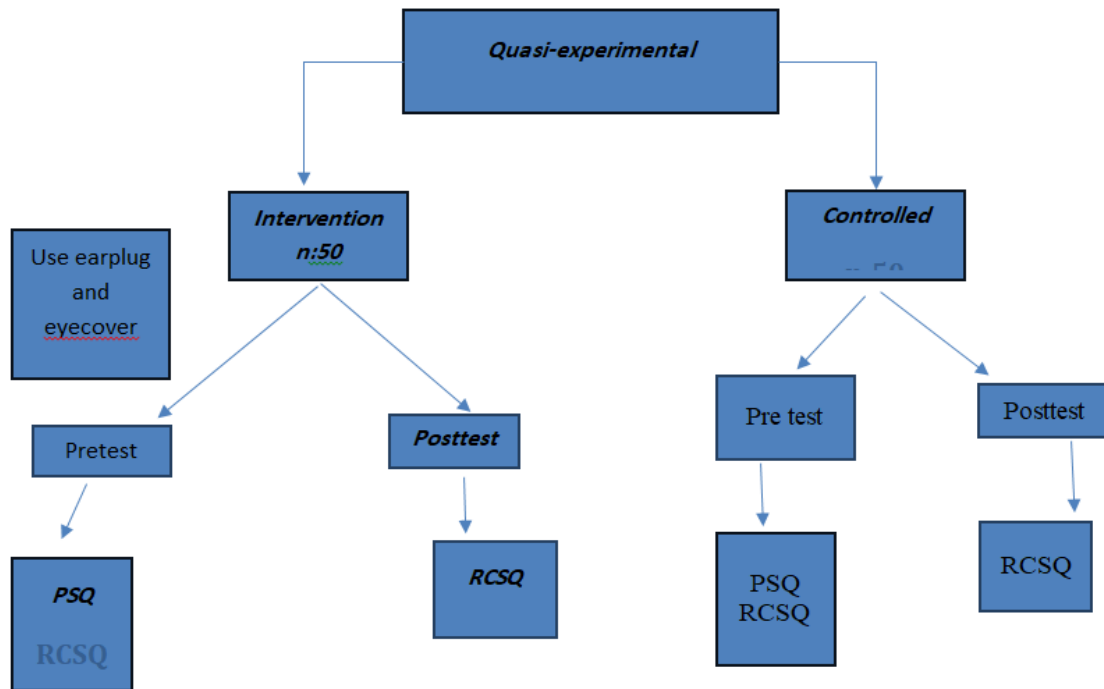 Quasi-experimental
Intervention
n:50
Controlled
Use earplug
and
eyecover
Pretest
Posttest
Pre test
Posttest
PSQ
RCSQ
RCSQ
PSQ
RCSQ
RCSQ